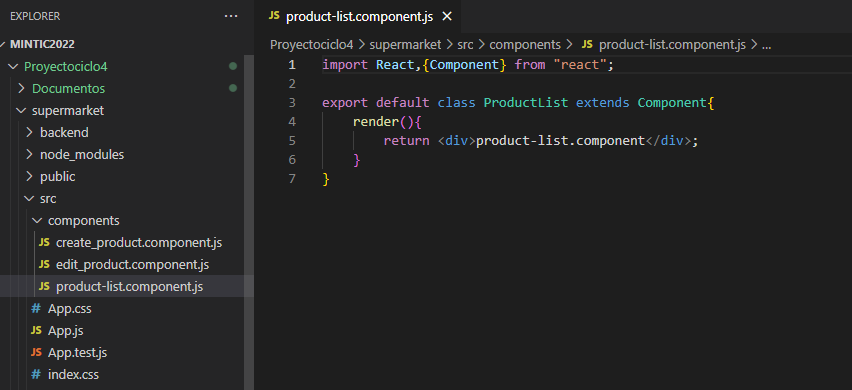 EXPLORER
...
MINTIC2022
Proyectociclo4
Documentos
supermarket
backend
node_modules
public
src
components
JS create_product.component.js
JS edit_product.component.js
JS product-list.component.js
# App.css
JS App.js
JS App.test.js
# index.css
JS product-list.component.js ×
Proyectociclo4 > supermarket > src > components > JS product-list.component.js > ...
1 import React,{Component} from "react";
2
3 export default class ProductList extends Component{
4 render(){
5 return <div>product-list.component</div>;
6 }
7 }